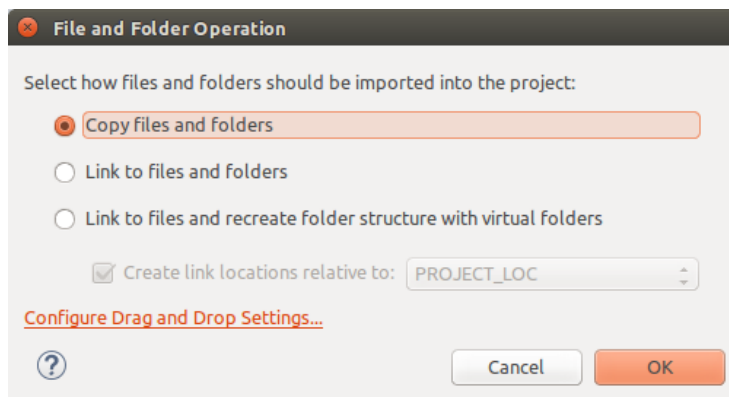 File and Folder Operation
Select how files and folders should be imported into the project:
Copy files and folders
Link to files and folders
Link to files and recreate folder structure with virtual folders
Create link locations relative to: PROJECT_LOC
Configure Drag and Drop Settings...
? Cancel OK